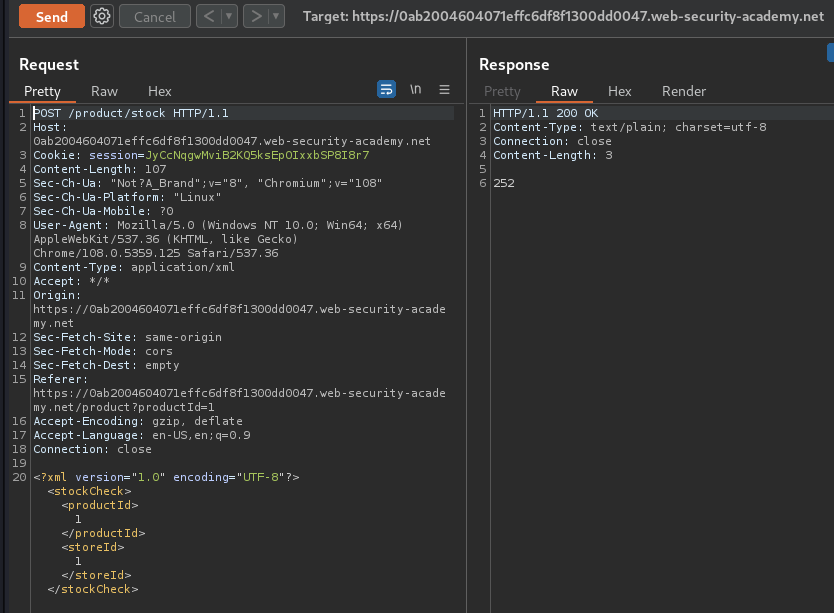 Send Cancel < > Target: https://0ab2004604071effc6df8f1300dd0047.web-security-academy.net
Request
Pretty Raw Hex \n
1 POST /product/stock HTTP/1.1
2 Host:
0ab2004604071effc6df8f1300dd0047.web-security-academy.net
3 Cookie: session=JyCcNqgwMviB2KQ5ksEpOIxxbSP8I8r7
4 Content-Length: 107
5 Sec-Ch-Ua: "Not?A_Brand";v="8", "Chromium";v="108"
6 Sec-Ch-Ua-Platform: "Linux"
7 Sec-Ch-Ua-Mobile: ?0
8 User-Agent: Mozilla/5.0 (Windows NT 10.0; Win64; x64)
AppleWebKit/537.36 (KHTML, like Gecko)
Chrome/108.0.5359.125 Safari/537.36
9 Content-Type: application/xml
10 Accept: */*
11 Origin:
https://0ab2004604071effc6df8f1300dd0047.web-security-acade
my.net
12 Sec-Fetch-Site: same-origin
13 Sec-Fetch-Mode: cors
14 Sec-Fetch-Dest: empty
15 Referer:
https://0ab2004604071effc6df8f1300dd0047.web-security-acade
my.net/product?productId=1
16 Accept-Encoding: gzip, deflate
17 Accept-Language: en-US,en;q=0.9
18 Connection: close
19
20 <?xml version="1.0" encoding="UTF-8"?>
<stockCheck>
<productId>
1
</productId>
<storeId>
1
</storeId>
</stockCheck>
Response
Pretty Raw Hex Render
1 HTTP/1.1 200 OK
2 Content-Type: text/plain; charset=utf-8
3 Connection: close
4 Content-Length: 3
5
6 252